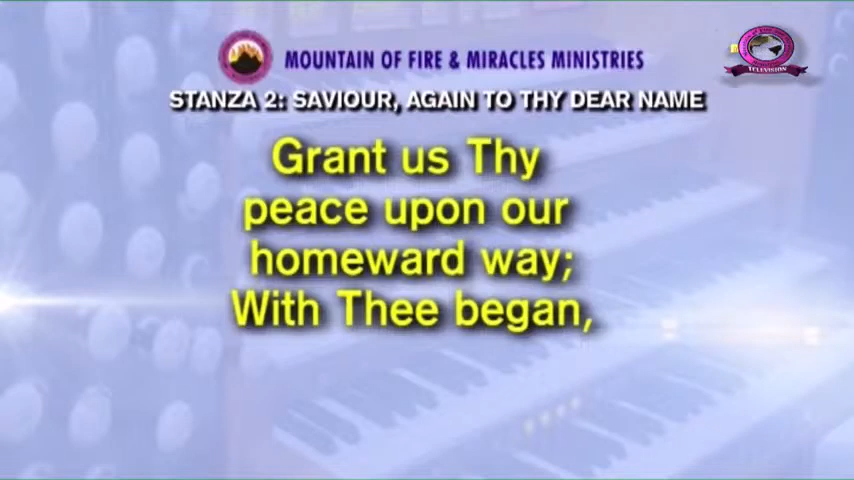 MOUNTAIN OF FIRE & MIRACLES MINISTRIES
TELEVISION
STANZA 2: SAVIOUR, AGAIN TO THY DEAR NAME
Grant us Thy
peace upon our
homeward way;
With Thee began,